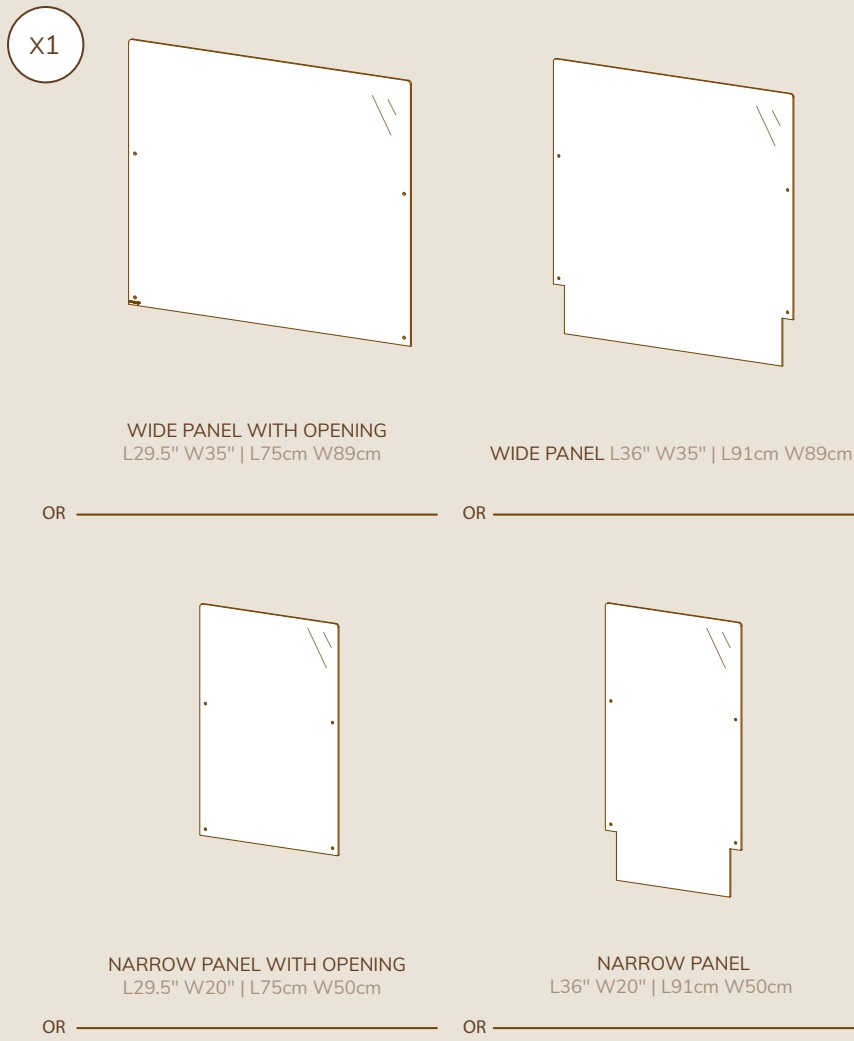 X1
WIDE PANEL WITH OPENING
L29.5" W35" | L75cm W89cm
WIDE PANEL L36" W35" | L91cm W89cm
OR
OR
NARROW PANEL WITH OPENING
L29.5" W20" | L75cm W50cm
NARROW PANEL
L36" W20" | L91cm W50cm
OR
OR